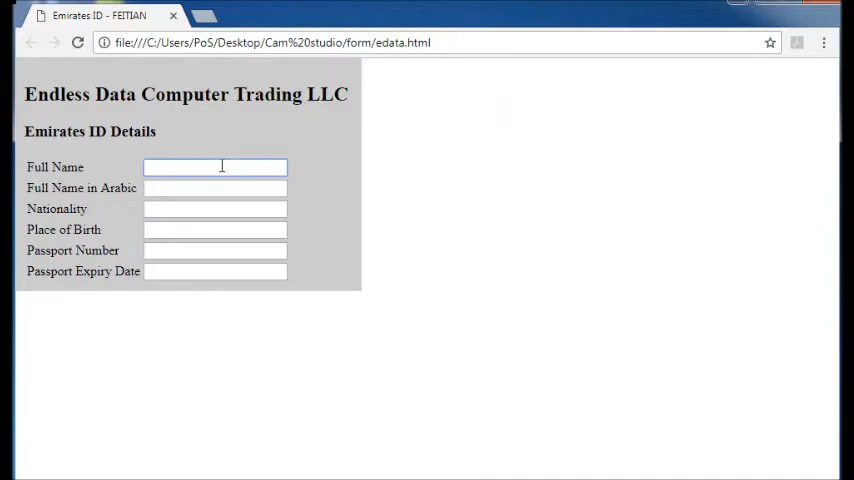 Emirates ID - FEITIAN
file:///C:/Users/PoS/Desktop/Cam%20studio/form/edata.html
Endless Data Computer Trading LLC
Emirates ID Details
Full Name
Full Name in Arabic
Nationality
Place of Birth
Passport Number
Passport Expiry Date